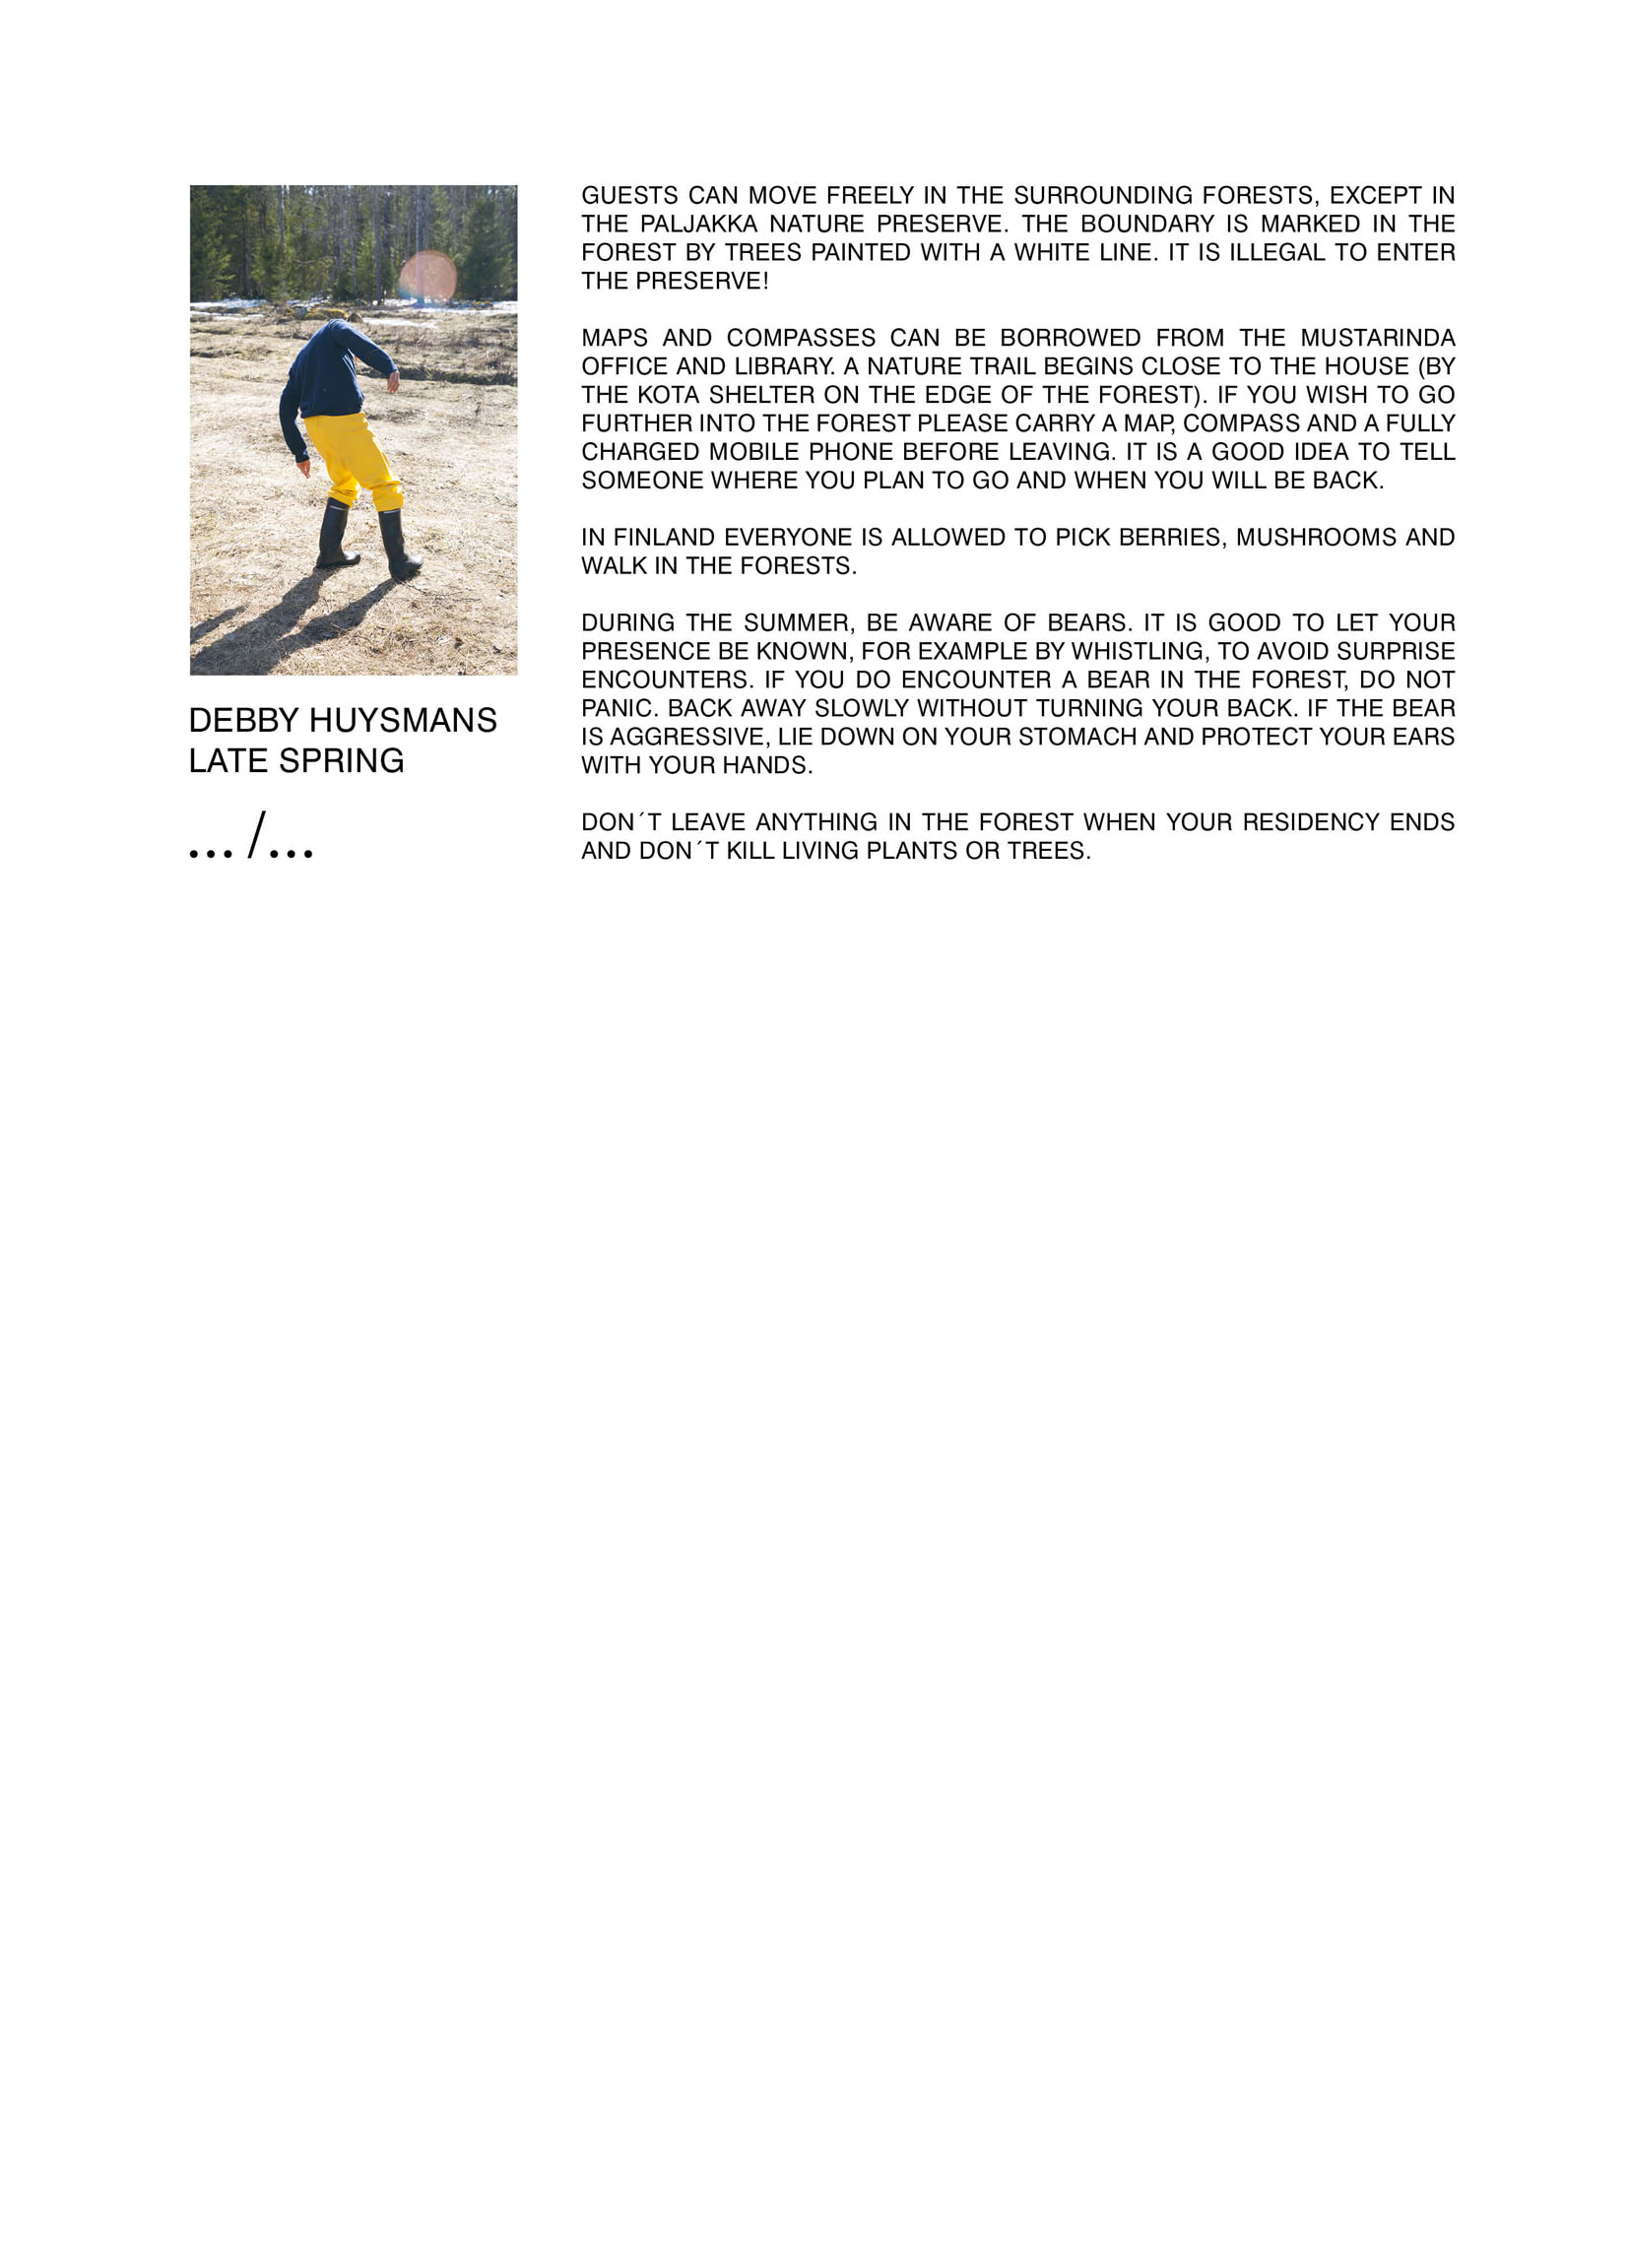 GUESTS CAN MOVE FREELY IN THE SURROUNDING FORESTS, EXCEPT IN
THE PALJAKKA NATURE PRESERVE. THE BOUNDARY IS MARKED IN THE
FOREST BY TREES PAINTED WITH A WHITE LINE. IT IS ILLEGAL TO ENTER
THE PRESERVE!
MAPS AND COMPASSES CAN BE BORROWED FROM THE MUSTARINDA
OFFICE AND LIBRARY. A NATURE TRAIL BEGINS CLOSE TO THE HOUSE (BY
THE KOTA SHELTER ON THE EDGE OF THE FOREST). IF YOU WISH TO GO
FURTHER INTO THE FOREST PLEASE CARRY A MAP, COMPASS AND A FULLY
CHARGED MOBILE PHONE BEFORE LEAVING. IT IS A GOOD IDEA TO TELL
SOMEONE WHERE YOU PLAN TO GO AND WHEN YOU WILL BE BACK.
IN FINLAND EVERYONE IS ALLOWED TO PICK BERRIES, MUSHROOMS AND
WALK IN THE FORESTS.
DURING THE SUMMER, BE AWARE OF BEARS. IT IS GOOD TO LET YOUR
PRESENCE BE KNOWN, FOR EXAMPLE BY WHISTLING, TO AVOID SURPRISE
ENCOUNTERS. IF YOU DO ENCOUNTER A BEAR IN THE FOREST, DO NOT
PANIC. BACK AWAY SLOWLY WITHOUT TURNING YOUR BACK. IF THE BEAR
IS AGGRESSIVE, LIE DOWN ON YOUR STOMACH AND PROTECT YOUR EARS
WITH YOUR HANDS.
DON´T LEAVE ANYTHING IN THE FOREST WHEN YOUR RESIDENCY ENDS
AND DON´T KILL LIVING PLANTS OR TREES.
DEBBY HUYSMANS
LATE SPRING
... /...